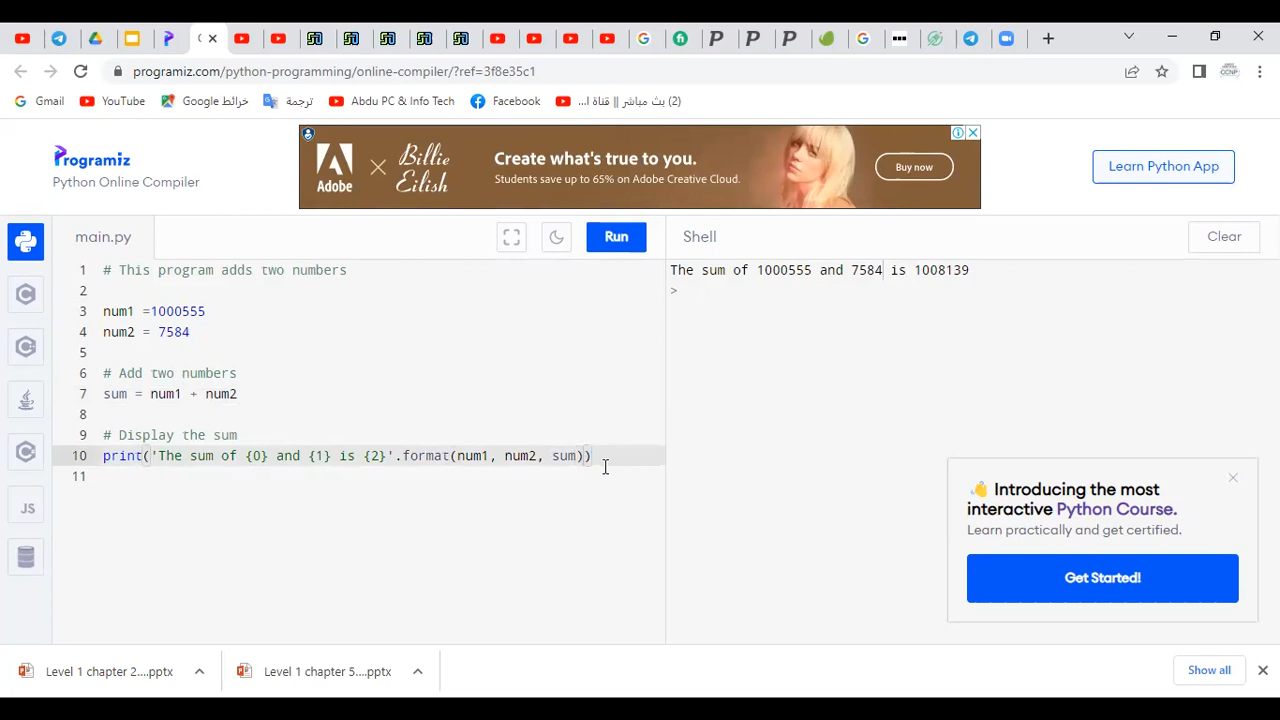 programiz.com/python-programming/online-compiler/?ref=3f8e35c1
Gmail
YouTube
خرائط Google
ترجمة
Abdu PC & Info Tech
Facebook
(2) بث مباشر || قناة ا...
Programiz
Python Online Compiler
Adobe
Billie Eilish
Create what's true to you.
Students save up to 65% on Adobe Creative Cloud.
Buy now
Learn Python App
main.py
Run
Shell
Clear
1 # This program adds two numbers
2
3 num1 =1000555
4 num2 = 7584
5
6 # Add two numbers
7 sum = num1 + num2
8
9 # Display the sum
10 print('The sum of {0} and {1} is {2}'.format(num1, num2, sum))
11
The sum of 1000555 and 7584 is 1008139
>
JS
👋 Introducing the most
interactive Python Course.
Learn practically and get certified.
Get Started!
Level 1 chapter 2....pptx
Level 1 chapter 5....pptx
Show all